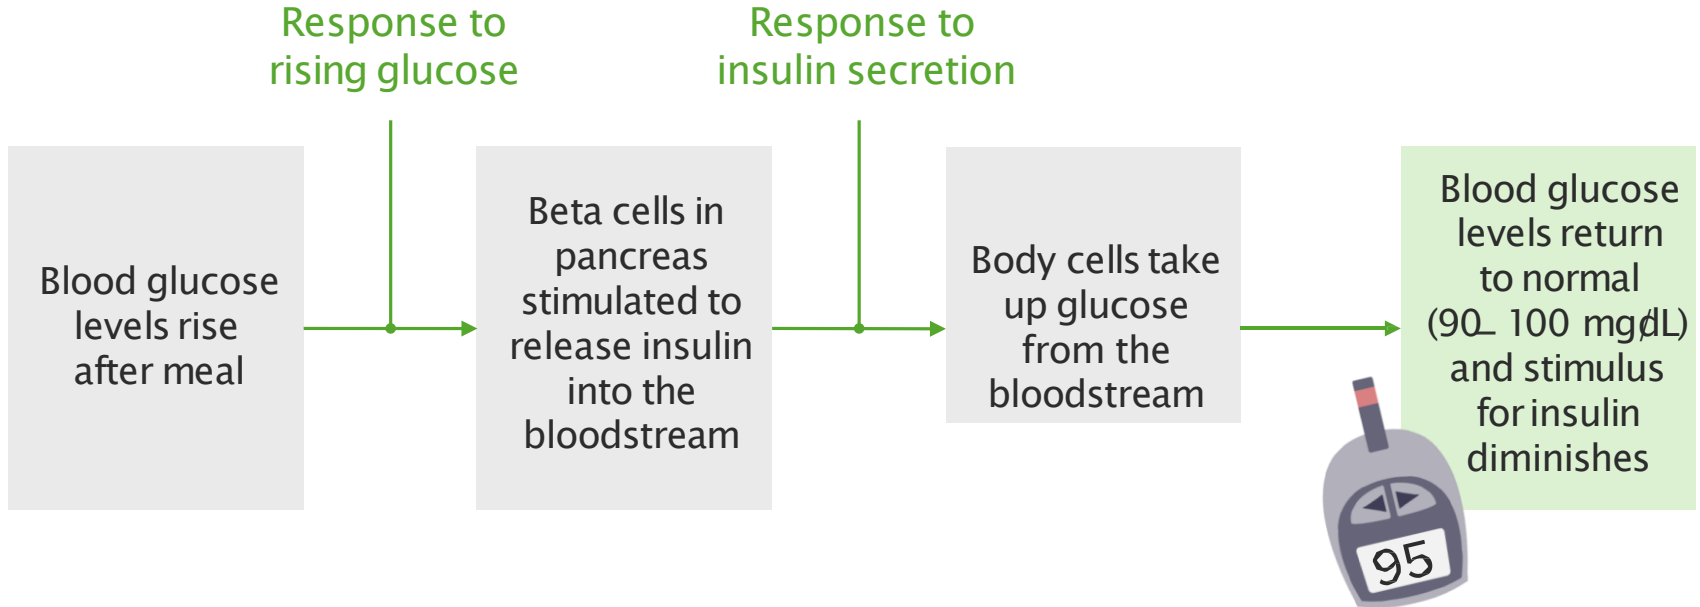 Response to
rising glucose
Response to
insulin secretion
Blood glucose
levels rise
after meal
Beta cells in
pancreas
stimulated to
release insulin
into the
bloodstream
Body cells take
up glucose
from the
bloodstream
Blood glucose
levels return
to normal
(90– 100 mg/dL)
and stimulus
for insulin
diminishes
95